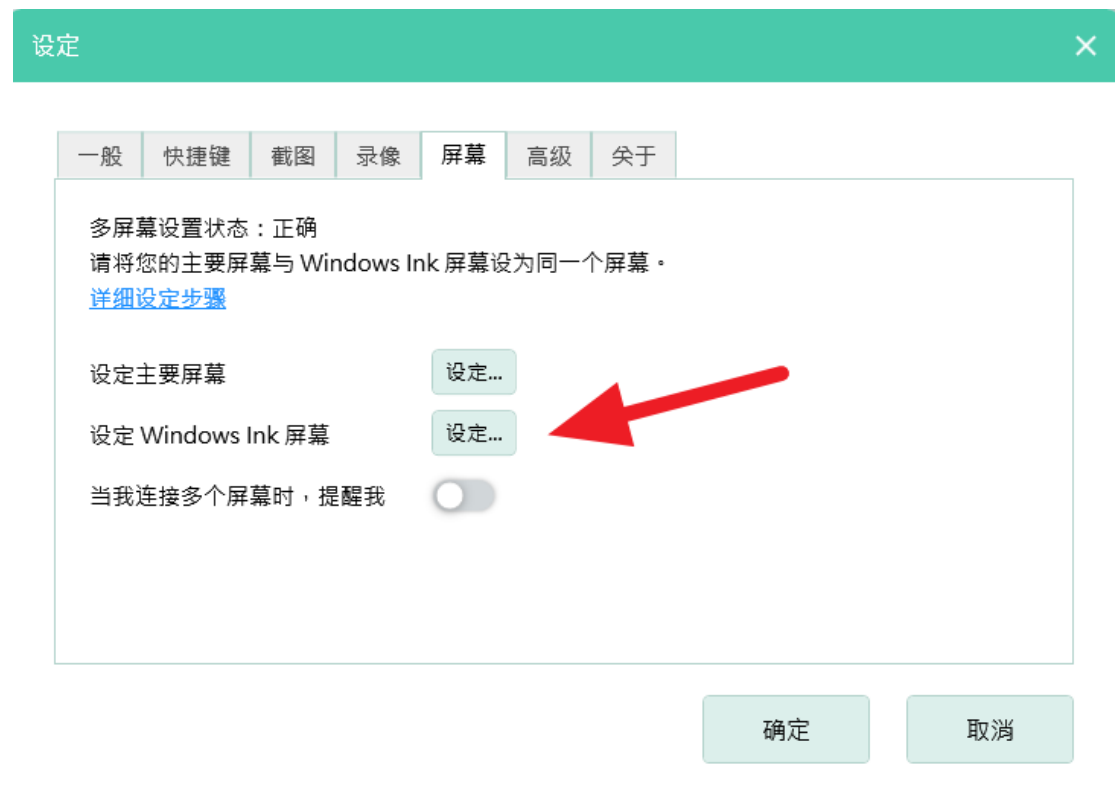 设定
一般 快捷键 截图 录像 屏幕 高级 关于
多屏幕设置状态：正确
请将您的主要屏幕与 Windows Ink 屏幕设为同一个屏幕。
详细设定步骤
设定主要屏幕 设定...
设定 Windows Ink 屏幕 设定...
当我连接多个屏幕时，提醒我
确定 取消